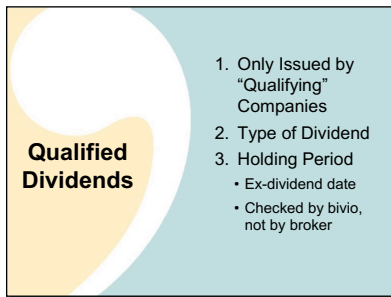 Qualified
Dividends
1. Only Issued by
“Qualifying”
Companies
2. Type of Dividend
3. Holding Period
• Ex-dividend date
• Checked by bivio,
not by broker